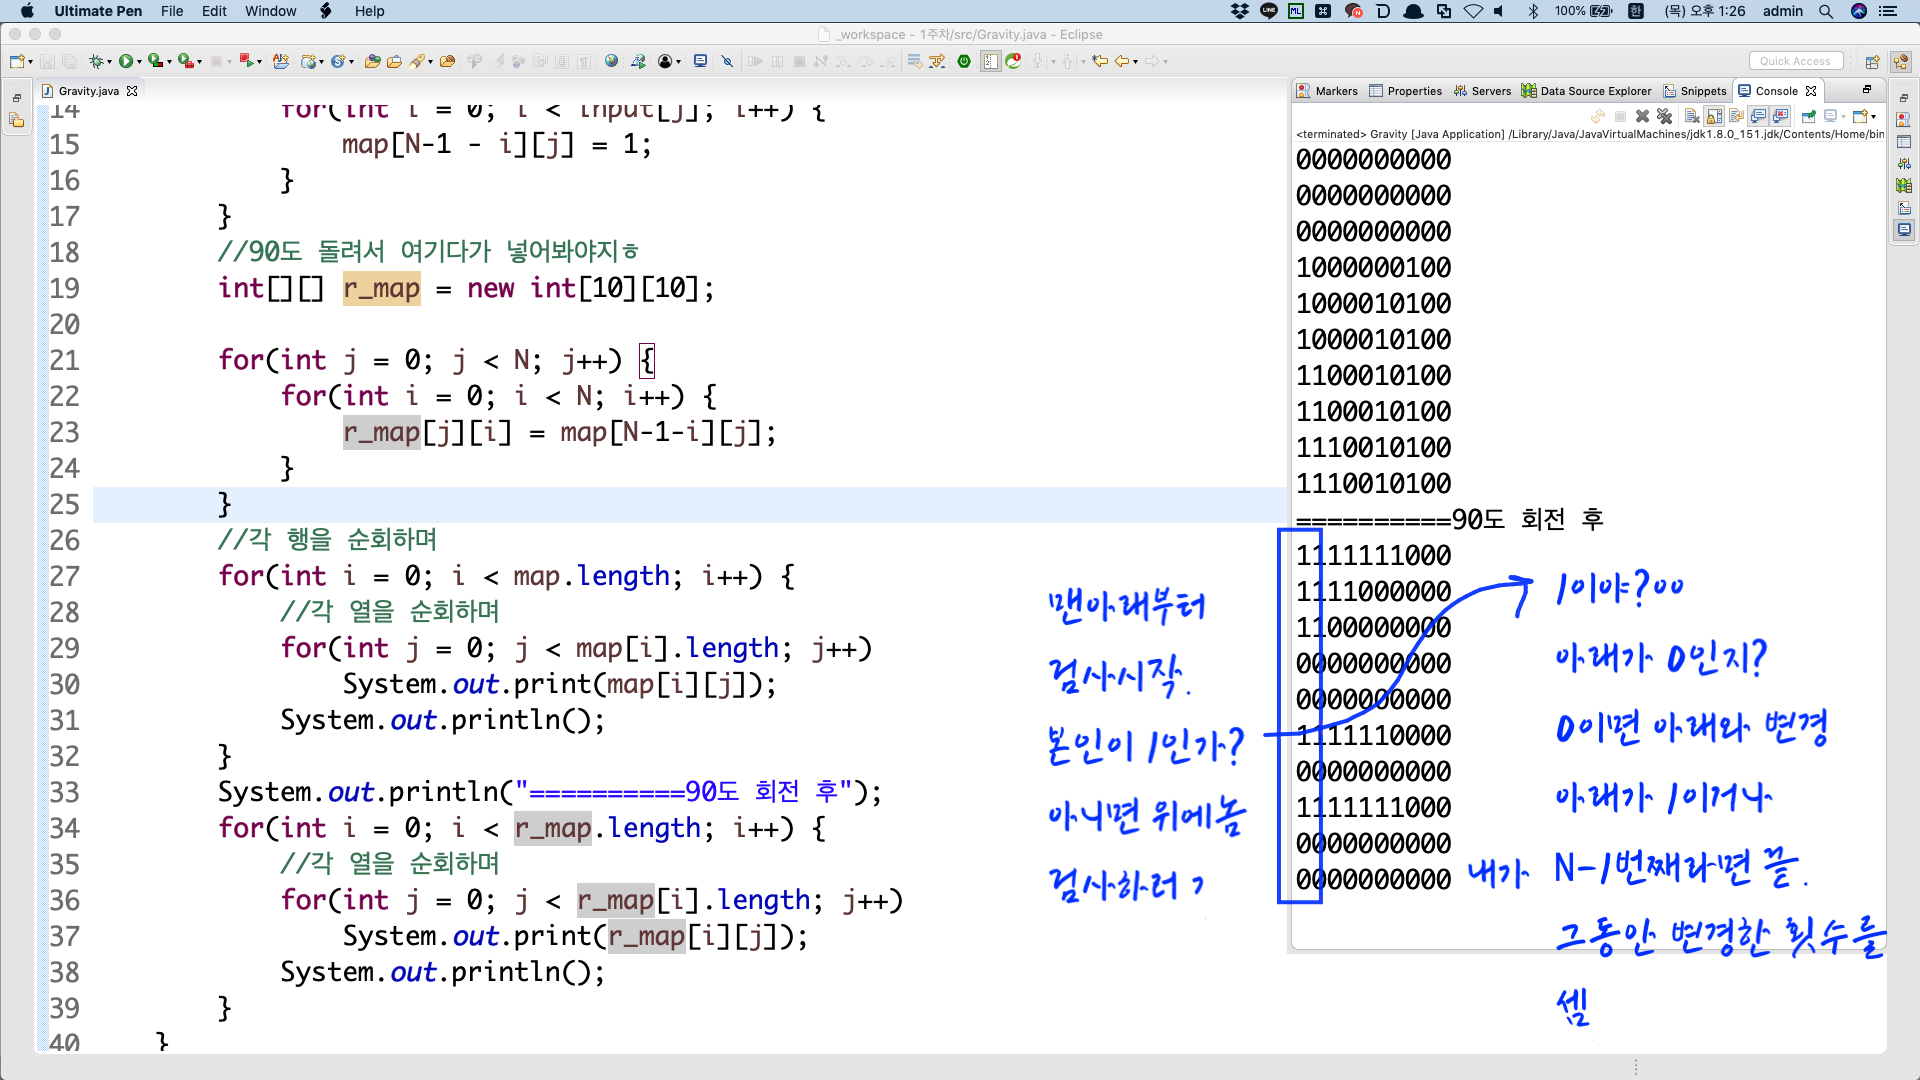 Ultimate Pen File Edit Window Help 100% 한 (목) 오후 1:26 admin
_workspace - 1주차/src/Gravity.java - Eclipse
Quick Access
Gravity.java
14 for(int i = 0; i < input[j]; i++) {
15 map[N-1 - i][j] = 1;
16 }
17 }
18 //90도 돌려서 여기다가 넣어봐야지ㅎ
19 int[][] r_map = new int[10][10];
20
21 for(int j = 0; j < N; j++) {
22 for(int i = 0; i < N; i++) {
23 r_map[j][i] = map[N-1-i][j];
24 }
25 }
26 //각 행을 순회하며
27 for(int i = 0; i < map.length; i++) {
28 //각 열을 순회하며
29 for(int j = 0; j < map[i].length; j++)
30 System.out.print(map[i][j]);
31 System.out.println();
32 }
33 System.out.println("==========90도 회전 후");
34 for(int i = 0; i < r_map.length; i++) {
35 //각 열을 순회하며
36 for(int j = 0; j < r_map[i].length; j++)
37 System.out.print(r_map[i][j]);
38 System.out.println();
39 }
40 }
Markers Properties Servers Data Source Explorer Snippets Console
<terminated> Gravity [Java Application] /Library/Java/JavaVirtualMachines/jdk1.8.0_151.jdk/Contents/Home/bin
0000000000
0000000000
0000000000
1000000100
1000010100
1000010100
1100010100
1100010100
1110010100
1110010100
==========90도 회전 후
1111111000
1111000000
1100000000
0000000000
0000000000
1111110000
0000000000
1111111000
0000000000
0000000000
맨아래부터
검사시작.
본인이 1인가?
아니면 위에놈
검사하러 ㄱ
1이야?ㅇㅇ
아래가 0인지?
0이면 아래와 변경
아래가 1이거나
내가 N-1번째라면 끝.
그동안 변경한 횟수를
셈